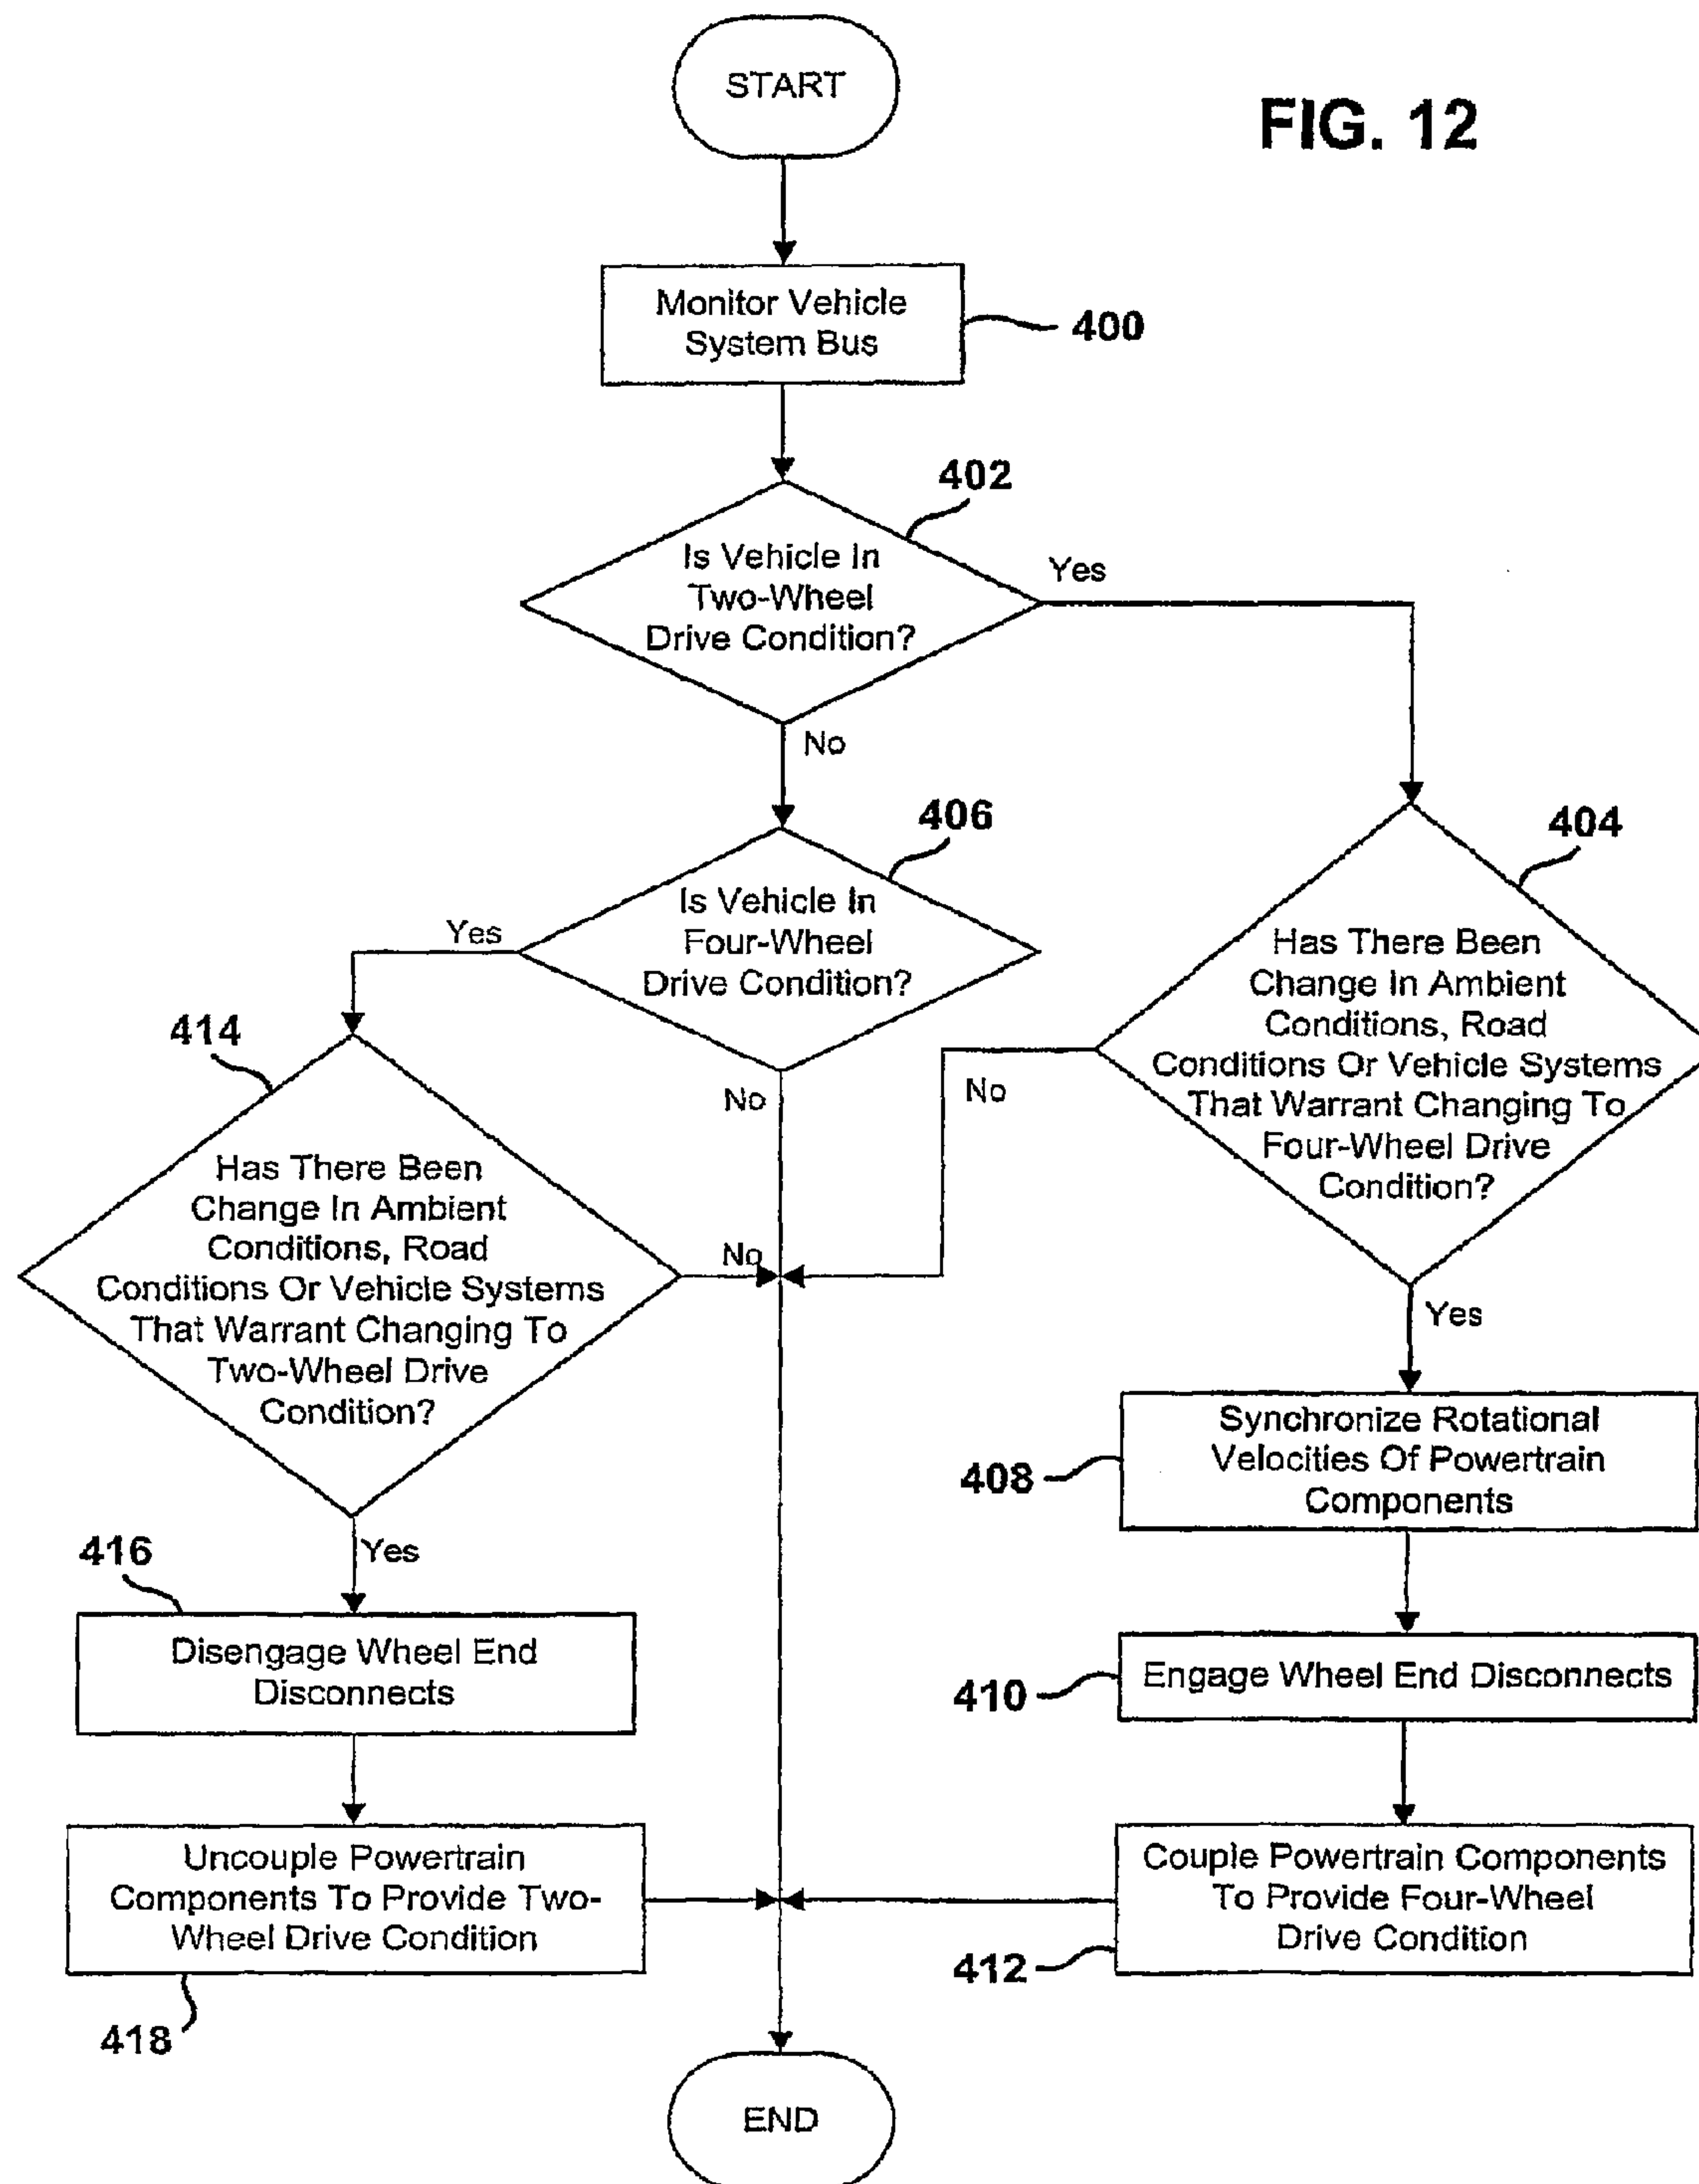 START
FIG. 12
Monitor Vehicle
System Bus
400
402
Is Vehicle In
Two-Wheel
Drive Condition?
Yes
No
406
Is Vehicle In
Four-Wheel
Drive Condition?
Yes
No
404
Has There Been
Change In Ambient
Conditions, Road
Conditions Or Vehicle Systems
That Warrant Changing To
Four-Wheel Drive
Condition?
No
Yes
414
Has There Been
Change In Ambient
Conditions, Road
Conditions Or Vehicle Systems
That Warrant Changing To
Two-Wheel Drive
Condition?
No
Yes
Synchronize Rotational
Velocities Of Powertrain
Components
408
416
Disengage Wheel End
Disconnects
Engage Wheel End Disconnects
410
Uncouple Powertrain
Components To Provide Two-
Wheel Drive Condition
418
Couple Powertrain Components
To Provide Four-Wheel
Drive Condition
412
END